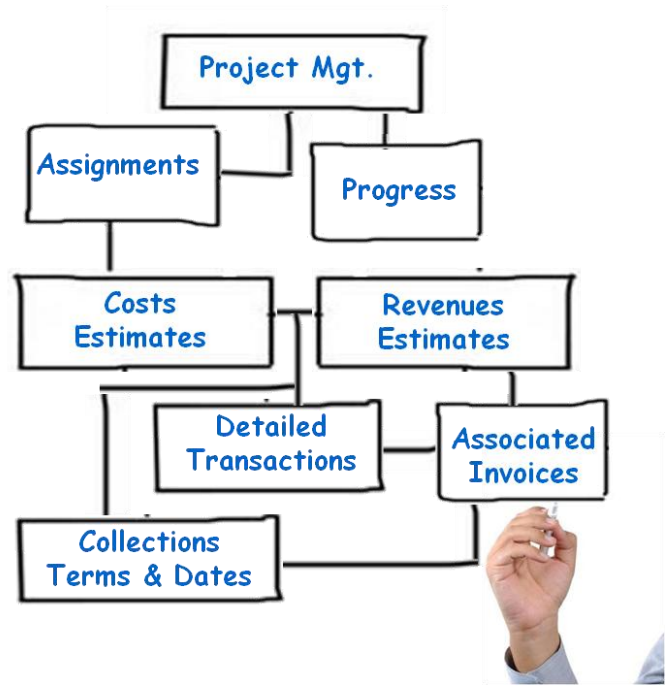 Project Mgt.
Assignments
Progress
Costs
Estimates
Revenues
Estimates
Detailed
Transactions
Associated
Invoices
Collections
Terms & Dates